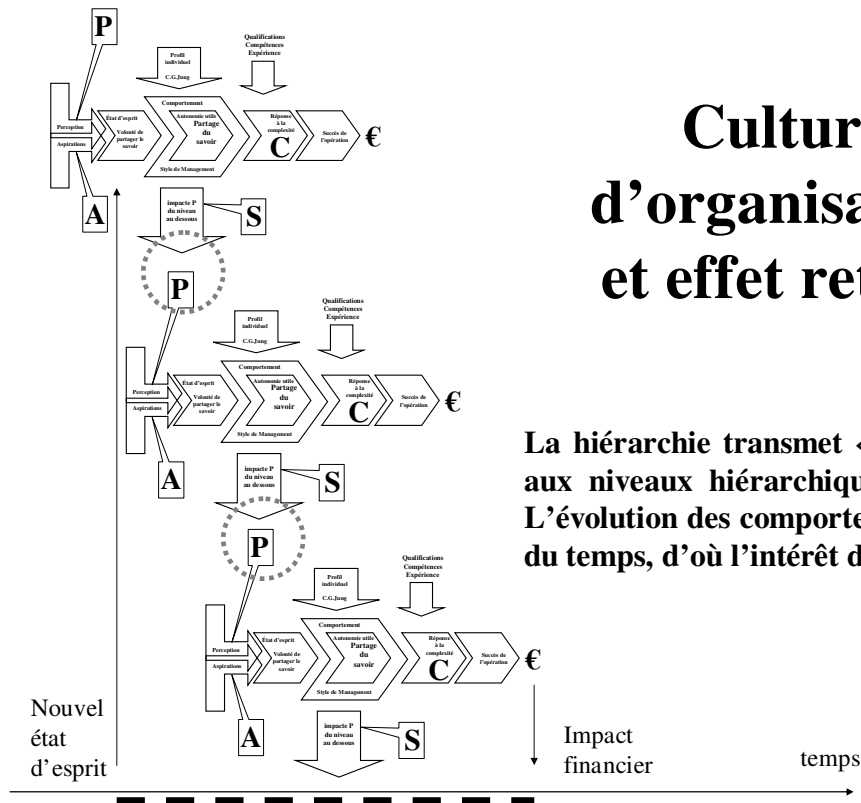 P
Qualifications
Compétences
Expérience
Profil
individuel
C.G.Jung
Comportement
État d'esprit
Autonomie utile
Réponse
à la
complexité
Perception
Volonté de
partager le
savoir
Partage
du
savoir
Succès de
l'opération
€
Aspirations
C
Style de Management
A
impacte P
du niveau
au dessous
S
P
Qualifications
Compétences
Expérience
Profil
individuel
C.G.Jung
Comportement
État d'esprit
Autonomie utile
Réponse
à la
complexité
Perception
Volonté de
partager le
savoir
Partage
du
savoir
Succès de
l'opération
€
Aspirations
C
Style de Management
A
impacte P
du niveau
au dessous
S
P
Qualifications
Compétences
Expérience
Profil
individuel
C.G.Jung
Comportement
État d'esprit
Autonomie utile
Réponse
à la
complexité
Perception
Volonté de
partager le
savoir
Partage
du
savoir
Succès de
l'opération
€
Aspirations
C
Style de Management
A
impacte P
du niveau
au dessous
S
Cultur
d'organisa
et effet ret
La hiérarchie transmet «
aux niveaux hiérarchiqu
L'évolution des comporte
du temps, d'où l'intérêt d
Nouvel
état
d'esprit
Impact
financier
temps